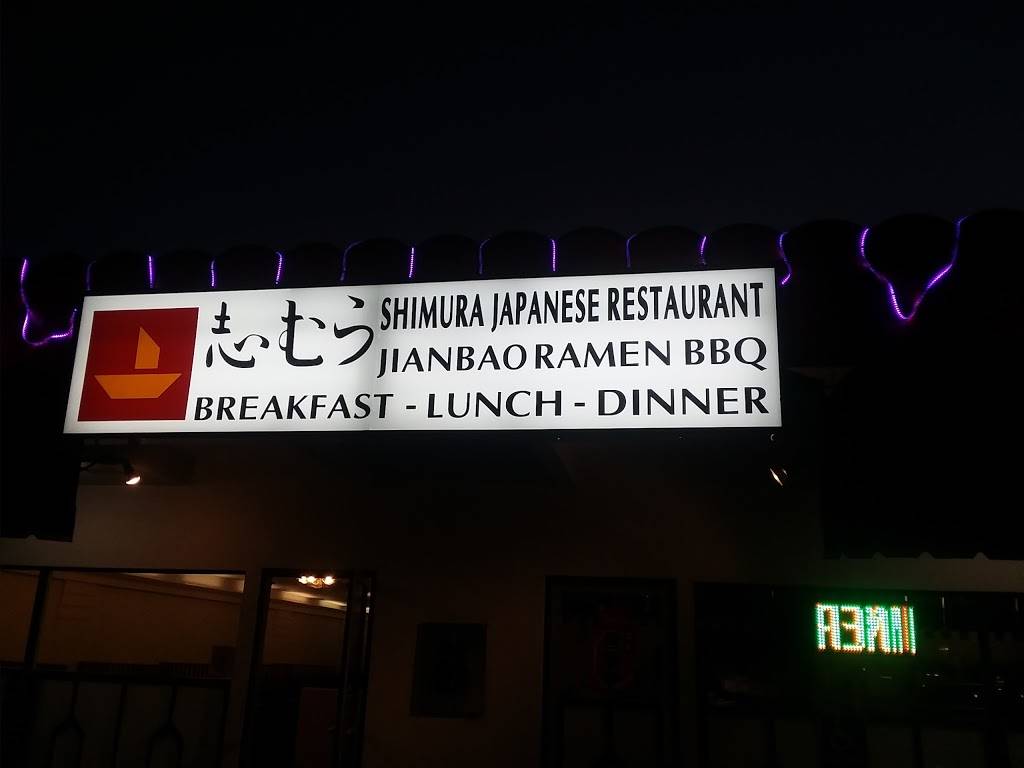 志むら
SHIMURA JAPANESE RESTAURANT
JIANBAO RAMEN BBQ
BREAKFAST - LUNCH - DINNER